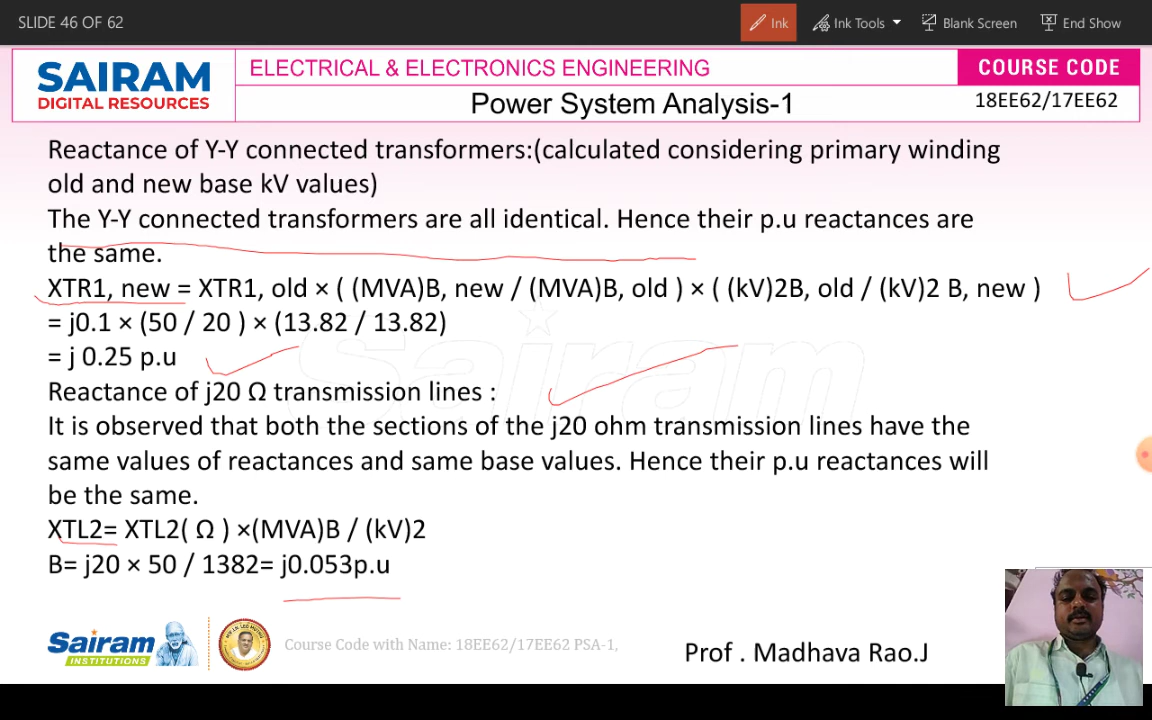 SLIDE 46 OF 62
Ink
Ink Tools
Blank Screen
End Show
SAIRAM
DIGITAL RESOURCES
ELECTRICAL & ELECTRONICS ENGINEERING
COURSE CODE
Power System Analysis-1
18EE62/17EE62
Reactance of Y-Y connected transformers:(calculated considering primary winding
old and new base kV values)
The Y-Y connected transformers are all identical. Hence their p.u reactances are
the same.
XTR1, new = XTR1, old × ( (MVA)B, new / (MVA)B, old ) × ( (kV)2B, old / (kV)2 B, new )
= j0.1 × (50 / 20 ) × (13.82 / 13.82)
= j 0.25 p.u
Reactance of j20 Ω transmission lines :
It is observed that both the sections of the j20 ohm transmission lines have the
same values of reactances and same base values. Hence their p.u reactances will
be the same.
XTL2= XTL2( Ω ) ×(MVA)B / (kV)2
B= j20 × 50 / 1382= j0.053p.u
Sairam
Sairam
INSTITUTIONS
Course Code with Name: 18EE62/17EE62 PSA-1,
Prof . Madhava Rao.J